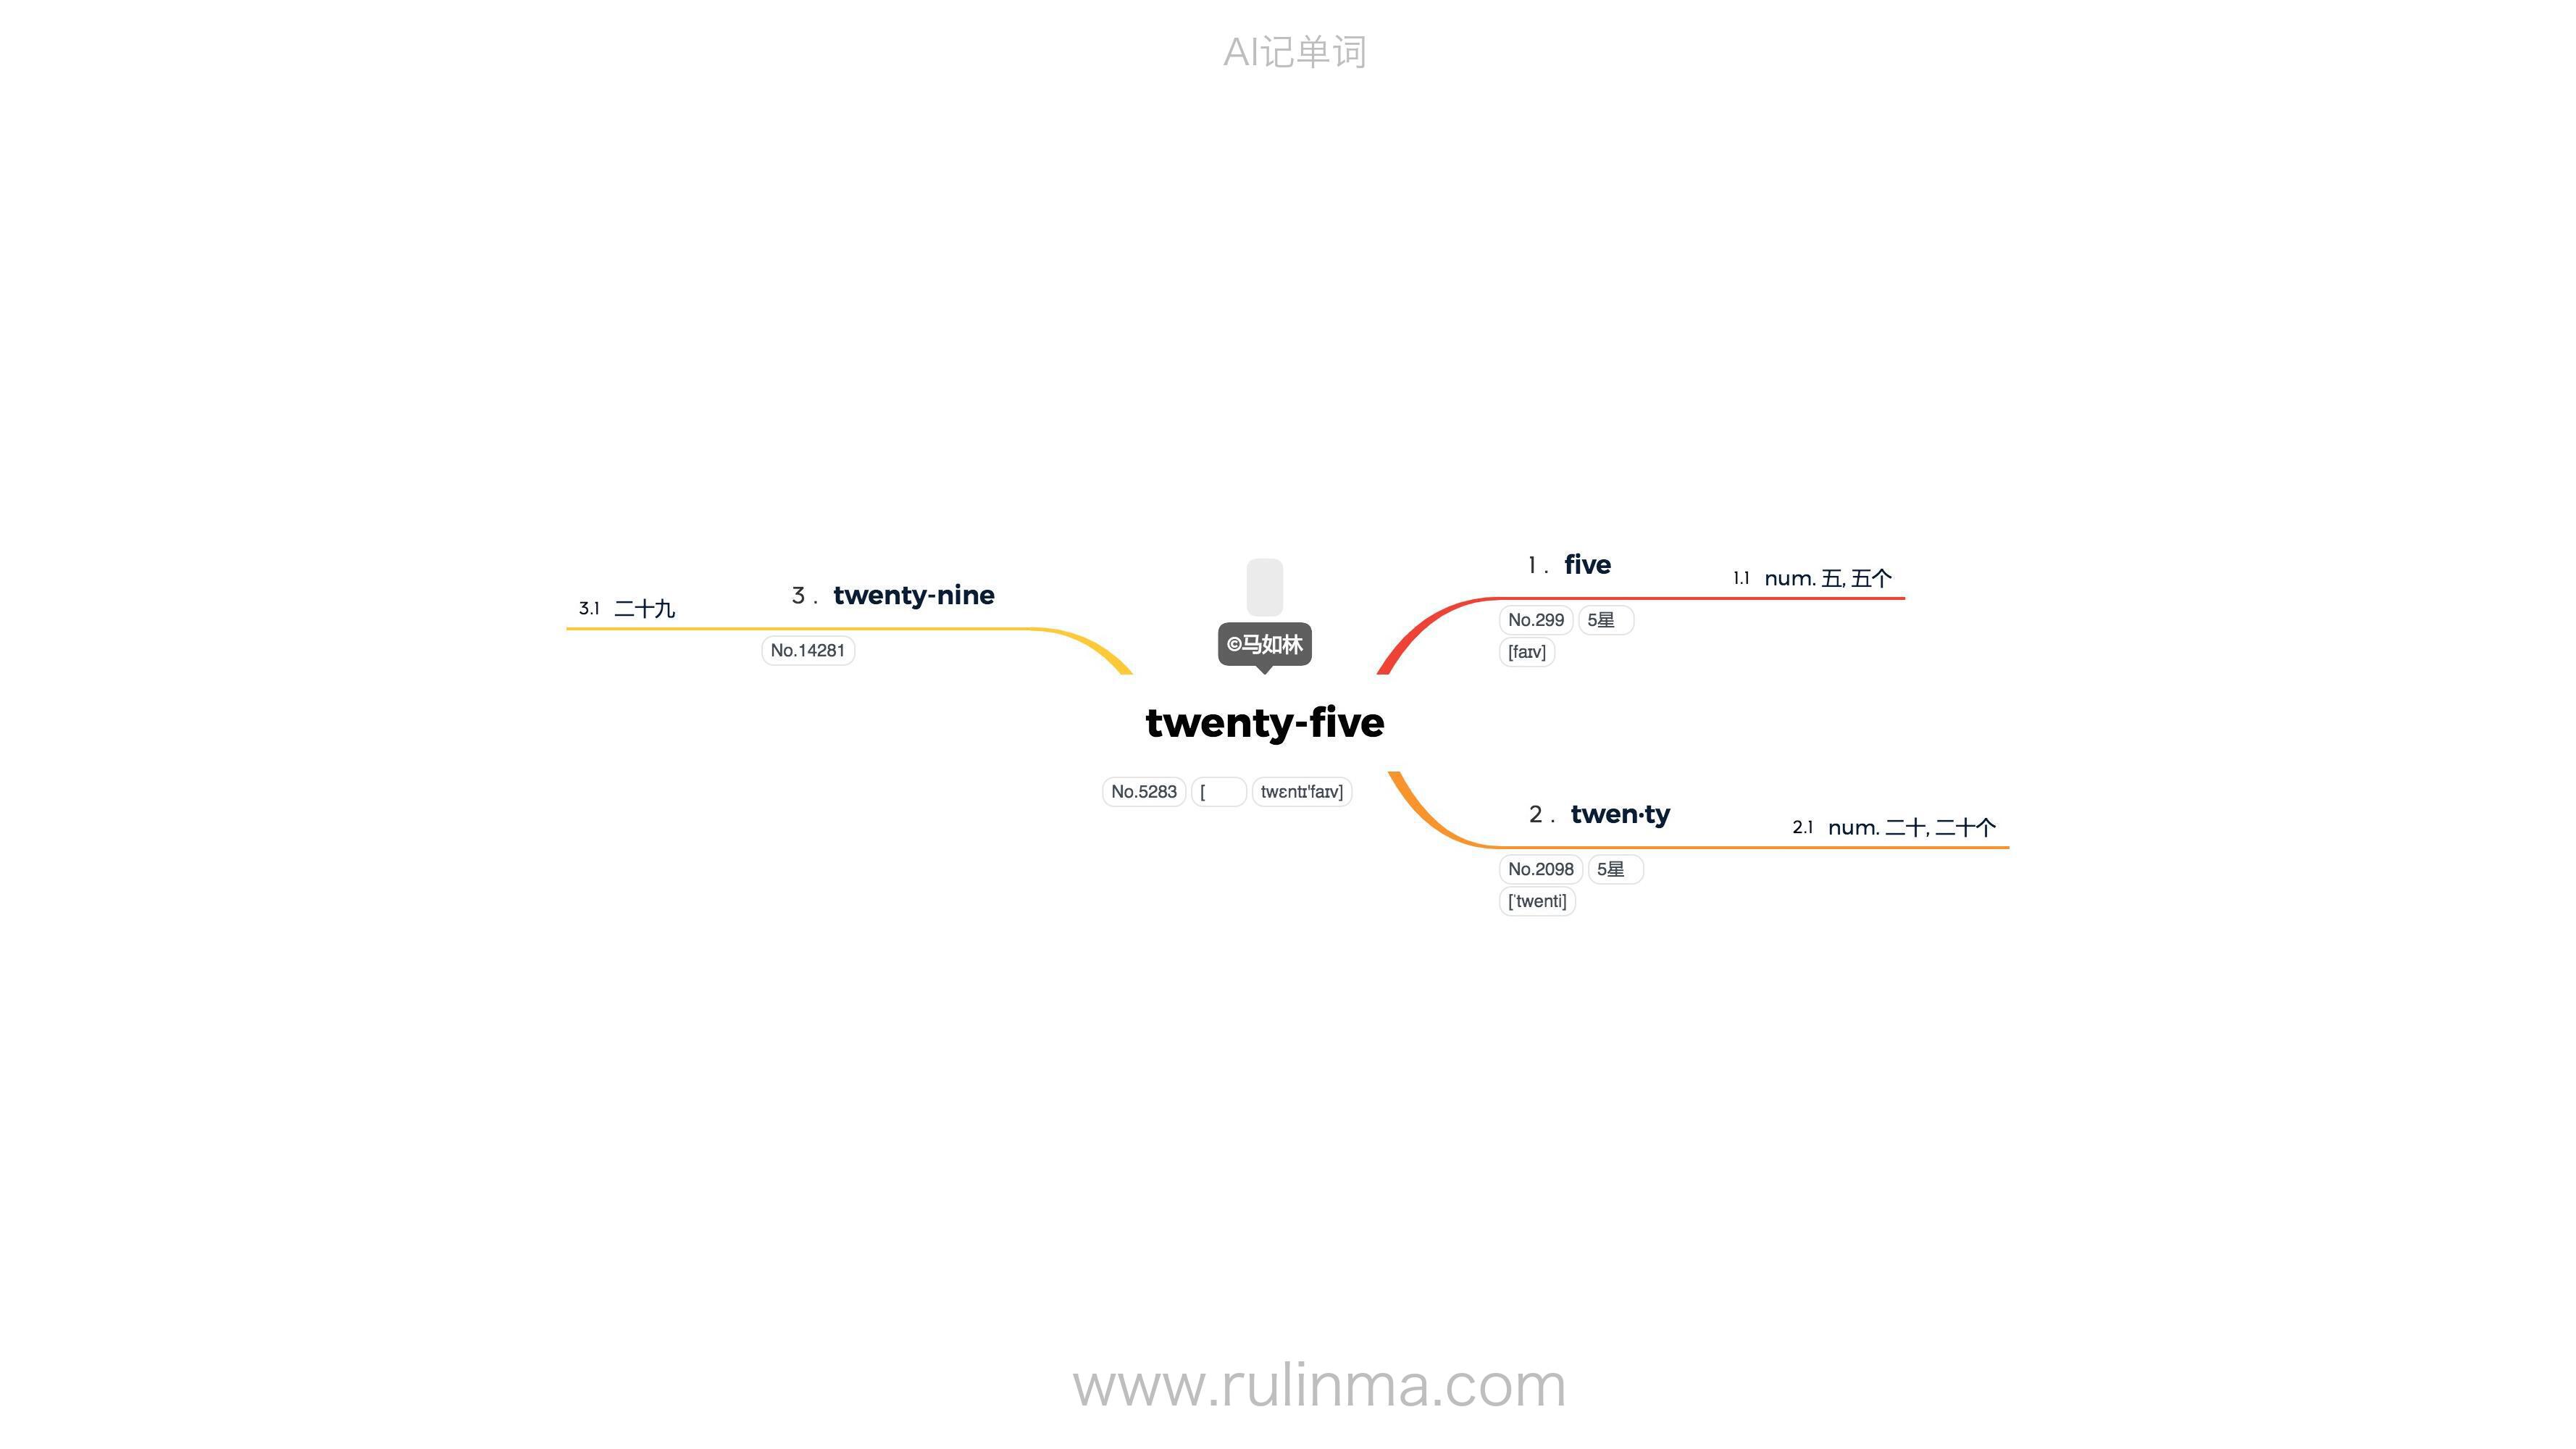 AI记单词
©马如林
twenty-five
No.5283 [ twɛntɪ'faɪv]
1 . five
1.1 num. 五, 五个
No.299 5星
[faɪv]
2 . twen·ty
2.1 num. 二十, 二十个
No.2098 5星
['twenti]
3 . twenty-nine
3.1 二十九
No.14281
www.rulinma.com